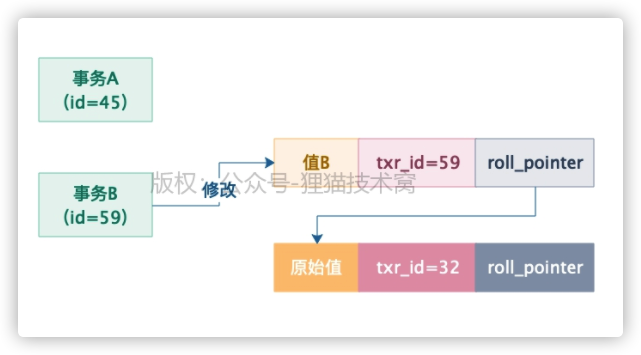 事务A
（id=45）
值B
txr_id=59
roll_pointer
版权：公众号-狸猫技术窝
修改
事务B
（id=59）
原始值
txr_id=32
roll_pointer